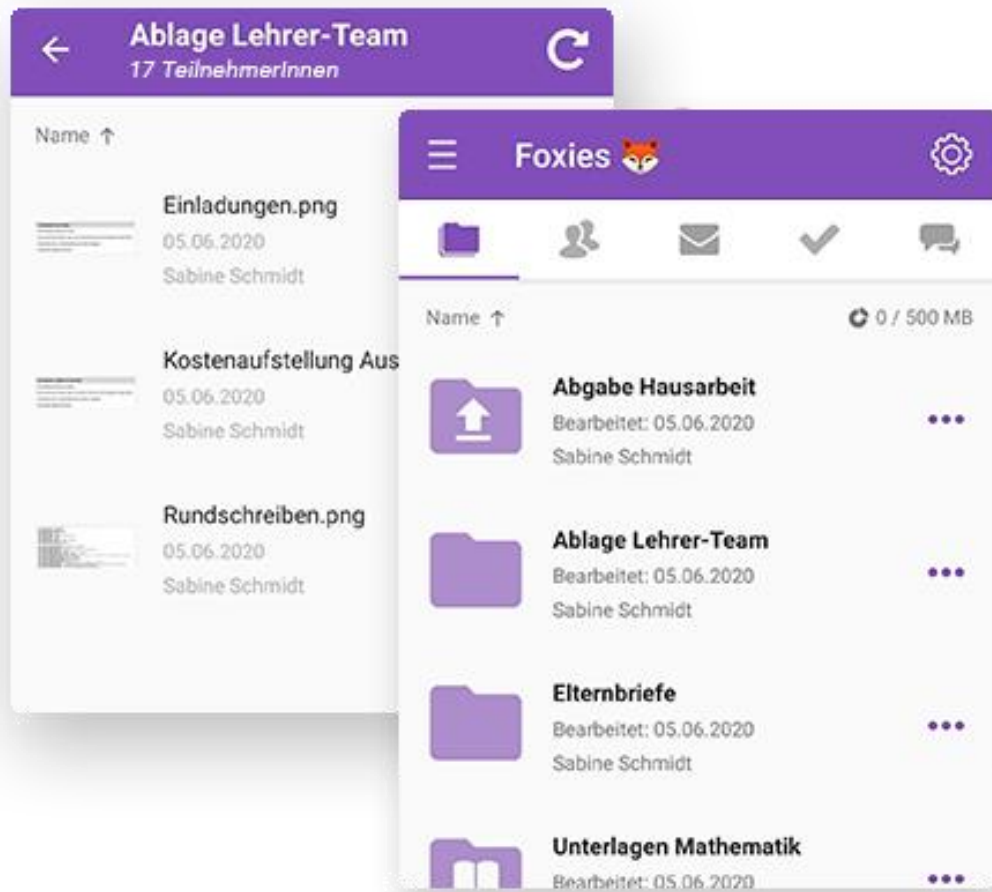 Ablage Lehrer-Team
17 TeilnehmerInnen
Name ↑
Einladungen.png
05.06.2020
Sabine Schmidt
Kostenaufstellung Aus
05.06.2020
Sabine Schmidt
Rundschreiben.png
05.06.2020
Sabine Schmidt
Foxies 🦊
Name ↑
0 / 500 MB
Abgabe Hausarbeit
Bearbeitet: 05.06.2020
Sabine Schmidt
Ablage Lehrer-Team
Bearbeitet: 05.06.2020
Sabine Schmidt
Elternbriefe
Bearbeitet: 05.06.2020
Sabine Schmidt
Unterlagen Mathematik
Bearbeitet: 05.06.2020